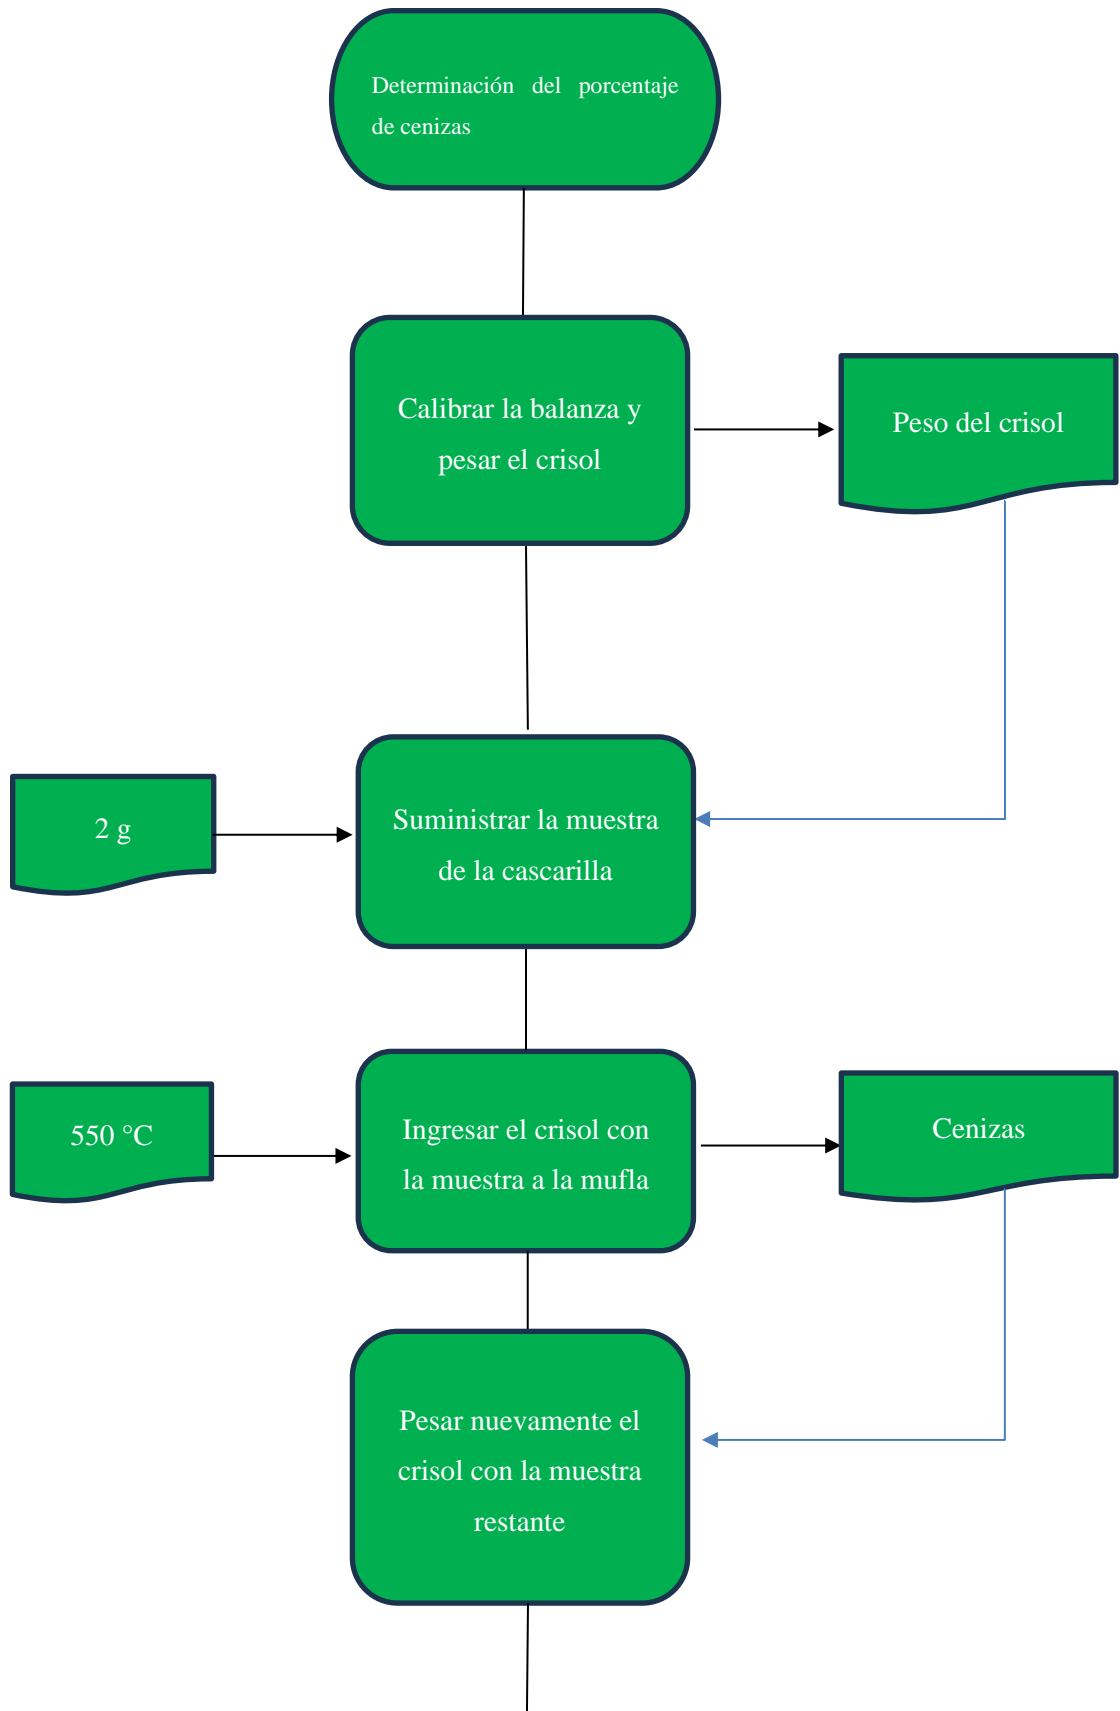 Determinación del porcentaje
de cenizas
Calibrar la balanza y
pesar el crisol
Peso del crisol
2 g
Suministrar la muestra
de la cascarilla
550 °C
Ingresar el crisol con
la muestra a la mufla
Cenizas
Pesar nuevamente el
crisol con la muestra
restante